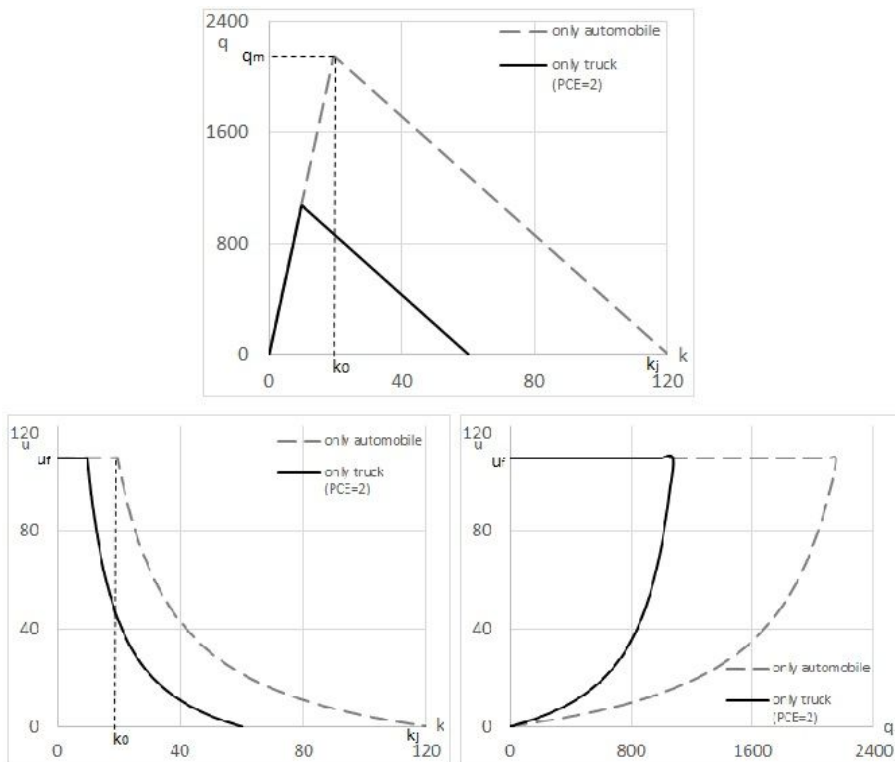 2400
q
qm
only automobile
only truck
(PCE=2)
1600
800
0
k0
kj
k
0
40
80
120
120
u
uf
only automobile
only truck
(PCE=2)
80
40
0
k0
kj
k
0
40
80
120
120
u
uf
80
40
only automobile
only truck
(PCE=2)
0
0
800
1600
2400
q